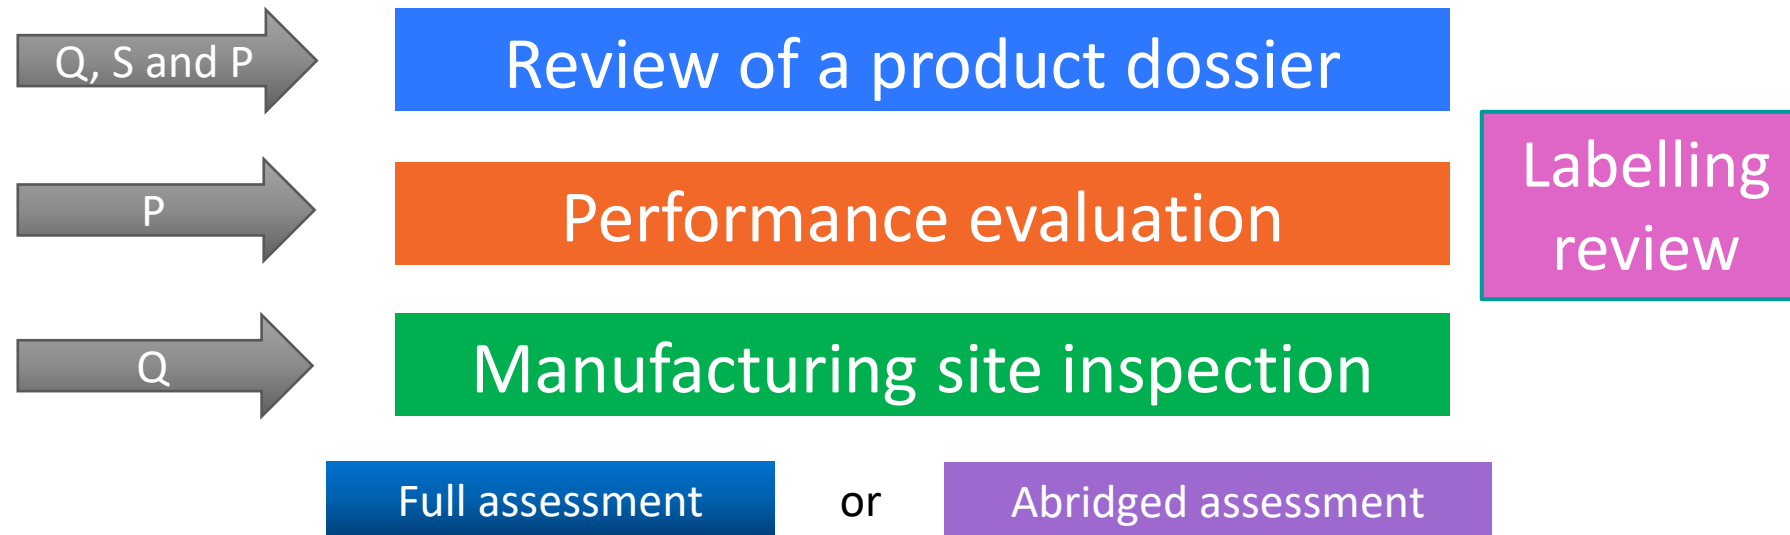 Q, S and P
Review of a product dossier
P
Performance evaluation
Labelling
review
Q
Manufacturing site inspection
Full assessment or Abridged assessment